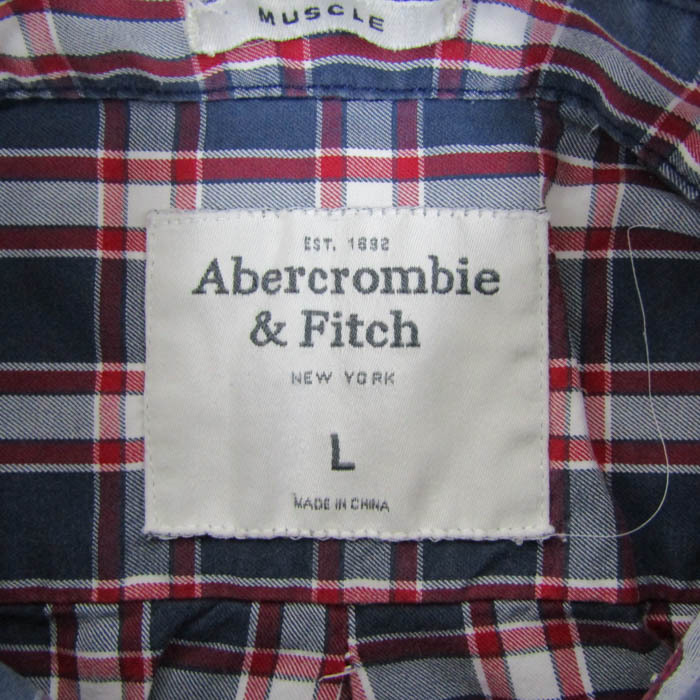 MUSCLE
EST. 1892
Abercrombie
& Fitch
NEW YORK
L
MADE IN CHINA